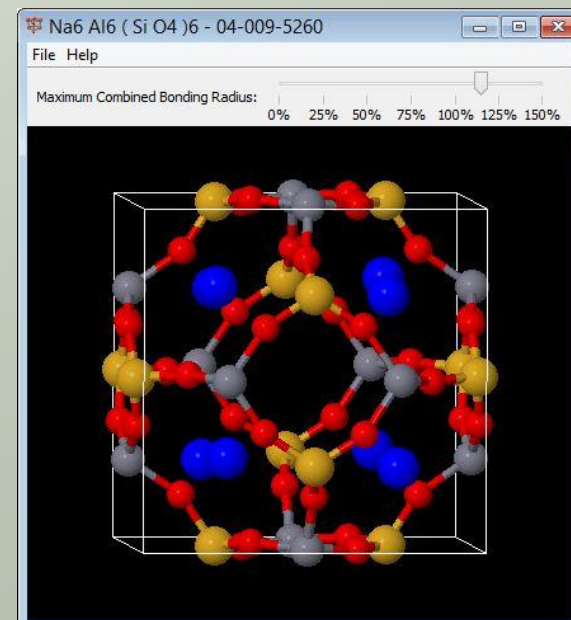 Na6 Al6 ( Si O4 )6 - 04-009-5260
File Help
Maximum Combined Bonding Radius:
0% 25% 50% 75% 100% 125% 150%